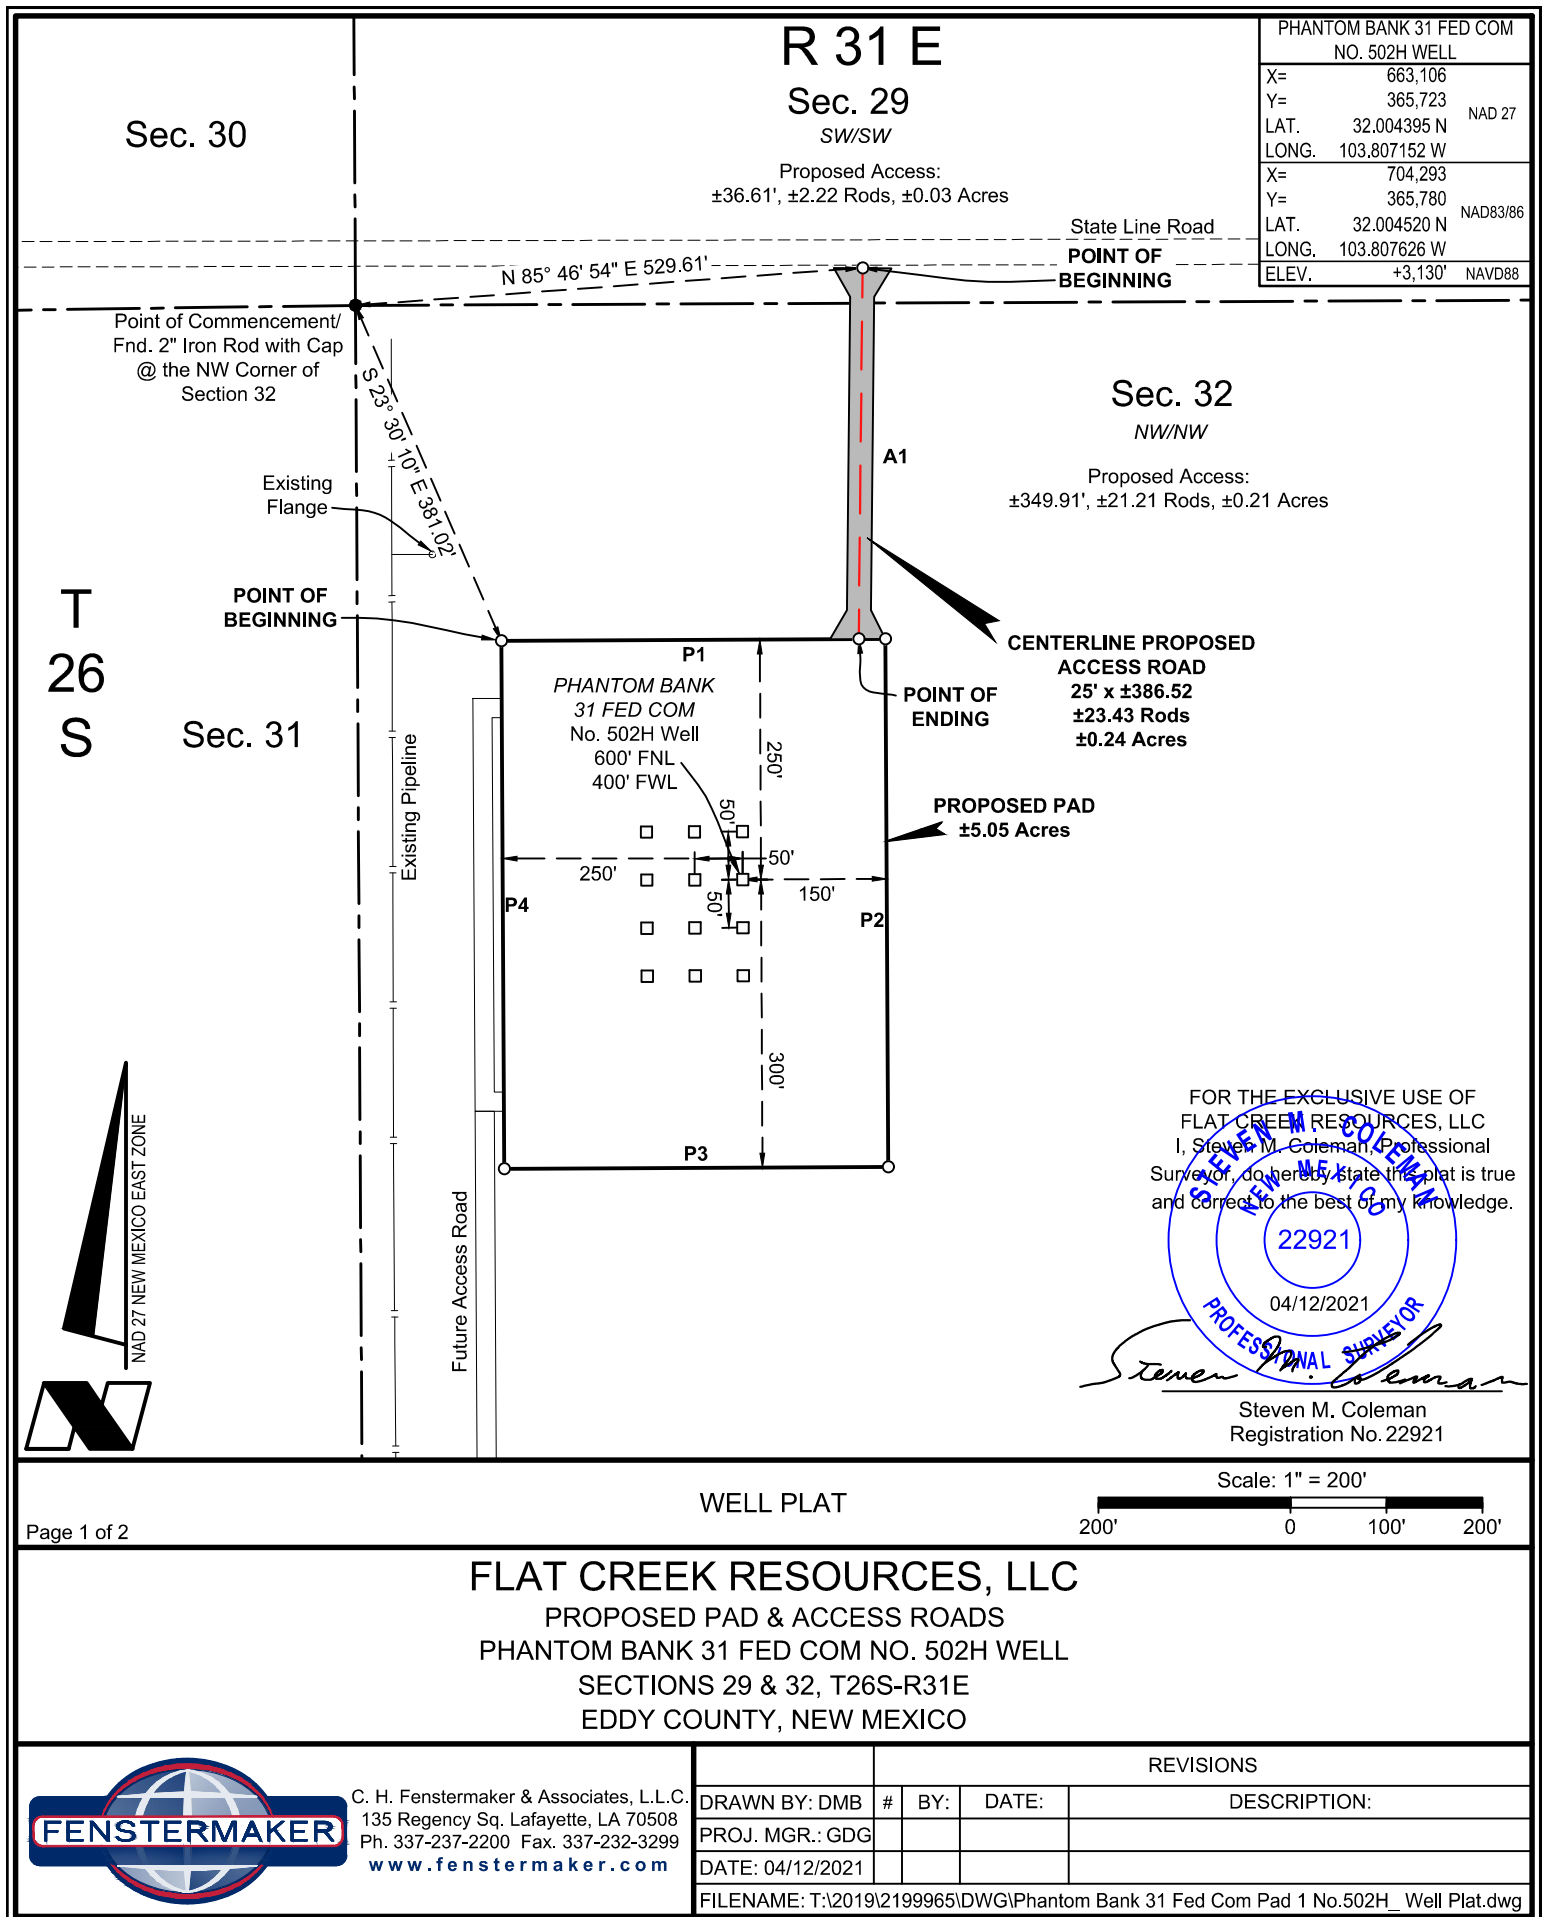 R 31 E
Sec. 29
SW/SW
Proposed Access:
±36.61', ±2.22 Rods, ±0.03 Acres
Sec. 30
PHANTOM BANK 31 FED COM
NO. 502H WELL
X= 663,106
Y= 365,723
LAT. 32.004395 N
LONG. 103.807152 W
NAD 27
X= 704,293
Y= 365,780
LAT. 32.004520 N
LONG. 103.807626 W
NAD83/86
ELEV. +3,130' NAVD88
State Line Road
POINT OF
BEGINNING
N 85° 46' 54" E 529.61'
Point of Commencement/
Fnd. 2" Iron Rod with Cap
@ the NW Corner of
Section 32
S 23° 30' 10" E 381.02'
Sec. 32
NW/NW
Proposed Access:
±349.91', ±21.21 Rods, ±0.21 Acres
A1
Existing
Flange
POINT OF
BEGINNING
T
26
S
Sec. 31
P1
PHANTOM BANK
31 FED COM
No. 502H Well
600' FNL
400' FWL
250'
POINT OF
ENDING
CENTERLINE PROPOSED
ACCESS ROAD
25' x ±386.52
±23.43 Rods
±0.24 Acres
PROPOSED PAD
±5.05 Acres
Existing Pipeline
50'
50'
250'
150'
50'
P4
P2
300'
P3
Future Access Road
NAD 27 NEW MEXICO EAST ZONE
FOR THE EXCLUSIVE USE OF
FLAT CREEK RESOURCES, LLC
I, Steven M. Coleman, Professional
Surveyor, do hereby state this plat is true
and correct to the best of my knowledge.
STEVEN M. COLEMAN
NEW MEXICO
22921
04/12/2021
PROFESSIONAL SURVEYOR
Steven M. Coleman
Steven M. Coleman
Registration No. 22921
WELL PLAT
Page 1 of 2
Scale: 1" = 200'
200' 0 100' 200'
FLAT CREEK RESOURCES, LLC
PROPOSED PAD & ACCESS ROADS
PHANTOM BANK 31 FED COM NO. 502H WELL
SECTIONS 29 & 32, T26S-R31E
EDDY COUNTY, NEW MEXICO
FENSTERMAKER
C. H. Fenstermaker & Associates, L.L.C.
135 Regency Sq. Lafayette, LA 70508
Ph. 337-237-2200 Fax. 337-232-3299
www.fenstermaker.com
REVISIONS
DRAWN BY: DMB # BY: DATE: DESCRIPTION:
PROJ. MGR.: GDG
DATE: 04/12/2021
FILENAME: T:\2019\2199965\DWG\Phantom Bank 31 Fed Com Pad 1 No.502H_ Well Plat.dwg